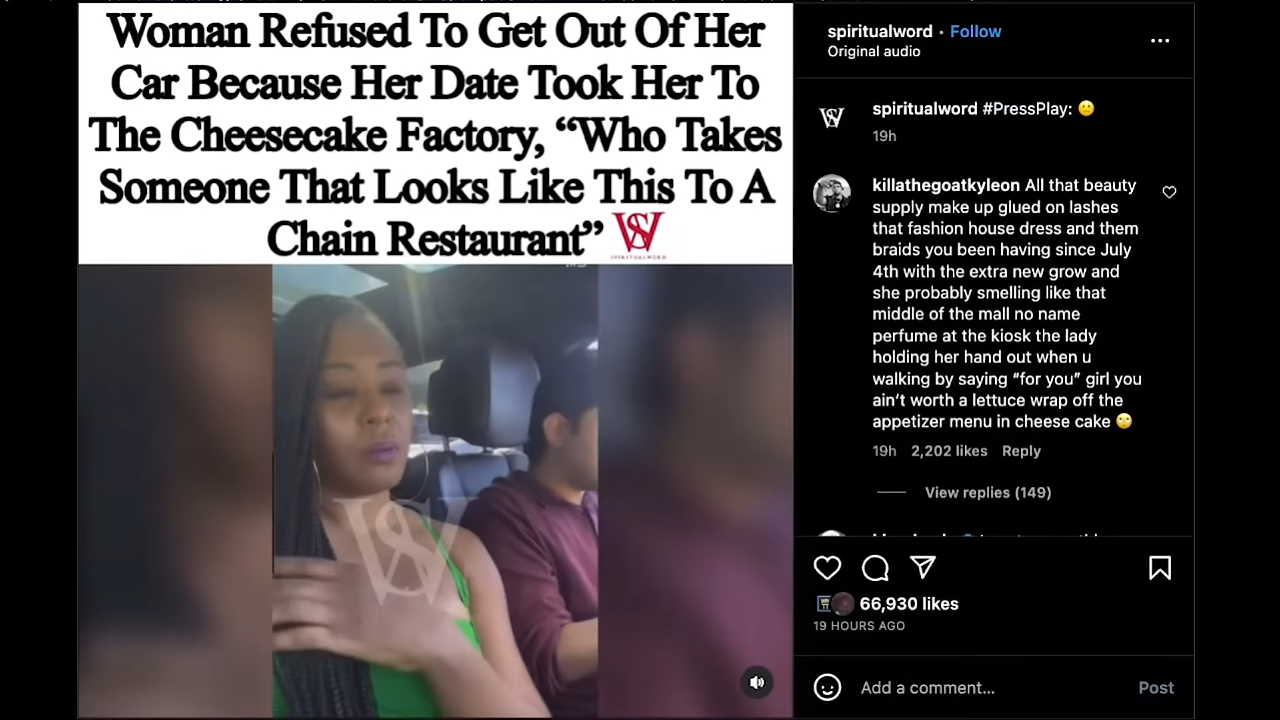 Woman Refused To Get Out Of Her
Car Because Her Date Took Her To
The Cheesecake Factory, “Who Takes
Someone That Looks Like This To A
Chain Restaurant” SW
SPIRITUALWORD
SW
spiritualword • Follow
Original audio
SW
spiritualword #PressPlay: 😕
19h
killathegoatkyleon All that beauty
supply make up glued on lashes
that fashion house dress and them
braids you been having since July
4th with the extra new grow and
she probably smelling like that
middle of the mall no name
perfume at the kiosk the lady
holding her hand out when u
walking by saying “for you” girl you
ain’t worth a lettuce wrap off the
appetizer menu in cheese cake 🙄
19h 2,202 likes Reply
View replies (149)
66,930 likes
19 HOURS AGO
Add a comment... Post